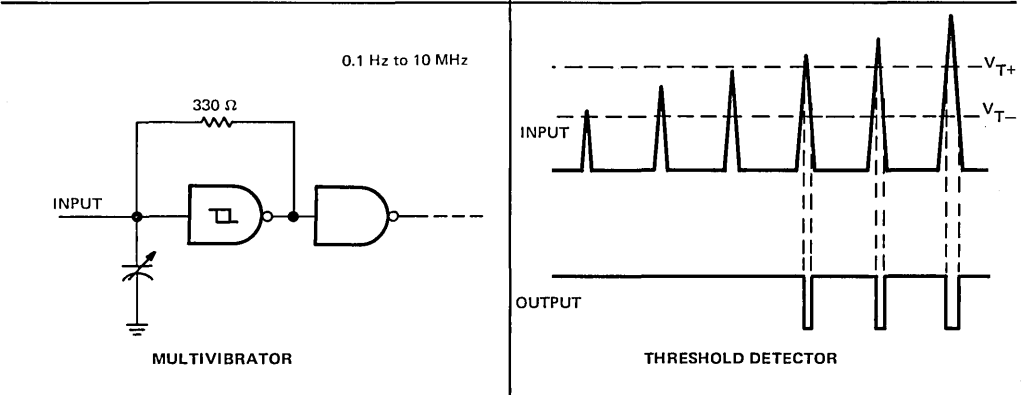 0.1 Hz to 10 MHz
330 Ω
INPUT
MULTIVIBRATOR
VT+
VT−
INPUT
OUTPUT
THRESHOLD DETECTOR